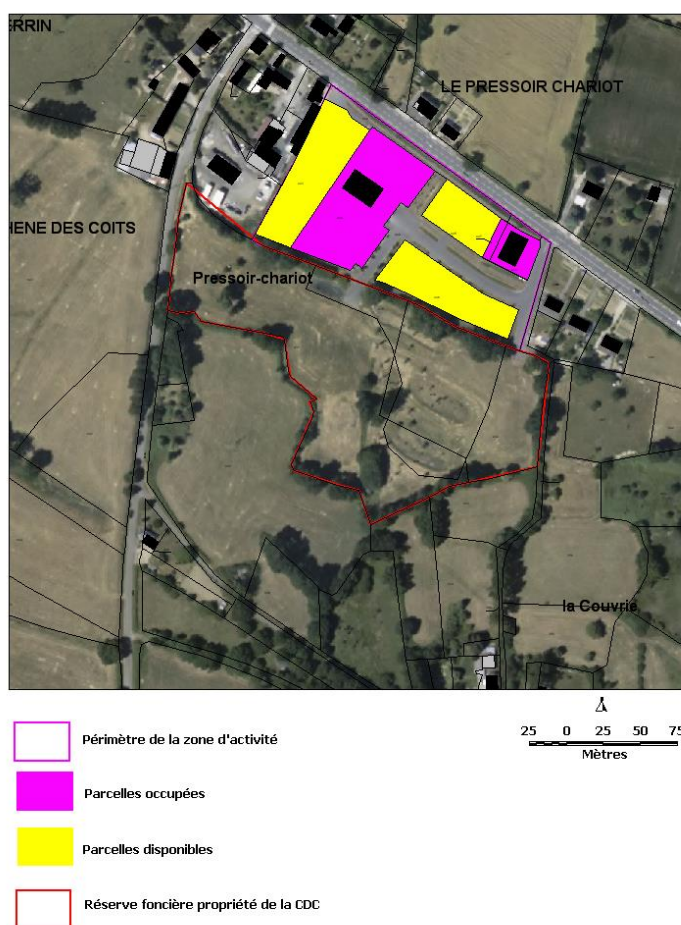 ERRIN
LE PRESSOIR CHARIOT
HENE DES COITS
Pressoir-chariot
la Couvrie
25 0 25 50 75
Mètres
Périmètre de la zone d'activité
Parcelles occupées
Parcelles disponibles
Réserve foncière propriété de la CDC